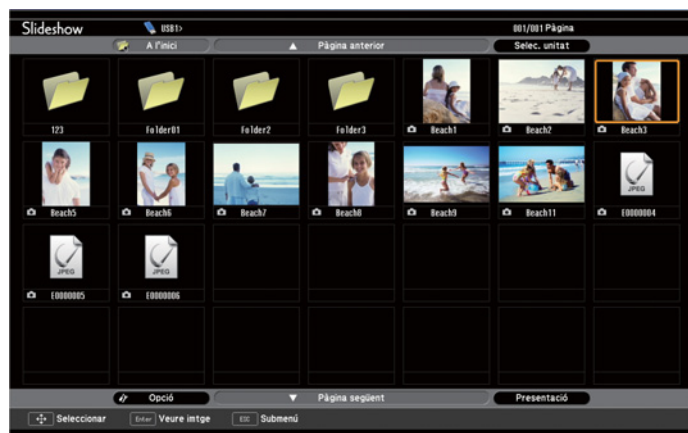 Slideshow USB1> 001/001 Pàgina
A l'inici Pàgina anterior Selec. unitat
123 Folder01 Folder2 Folder3 Beach1 Beach2 Beach3
Beach5 Beach6 Beach7 Beach8 Beach9 Beach11 JPEG E0000004
JPEG E0000005 JPEG E0000006
Opció Pàgina següent Presentació
Seleccionar Enter Veure imtge ESC Submenú